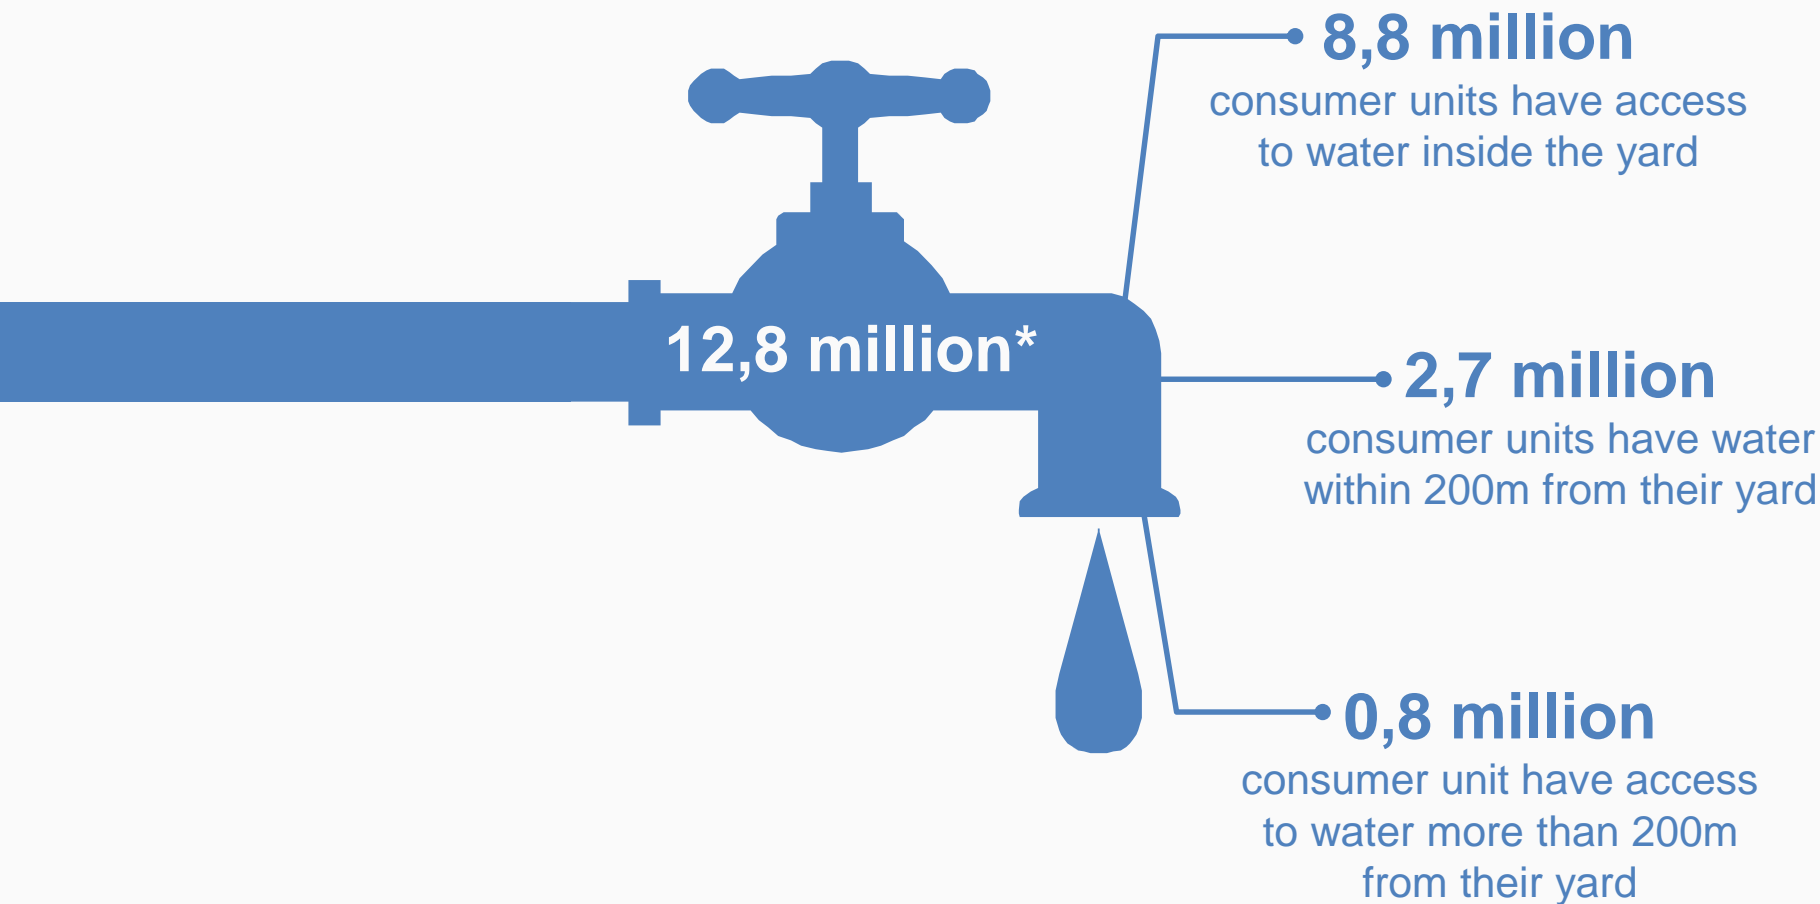 8,8 million
consumer units have access
to water inside the yard
12,8 million*
2,7 million
consumer units have water
within 200m from their yard
0,8 million
consumer unit have access
to water more than 200m
from their yard